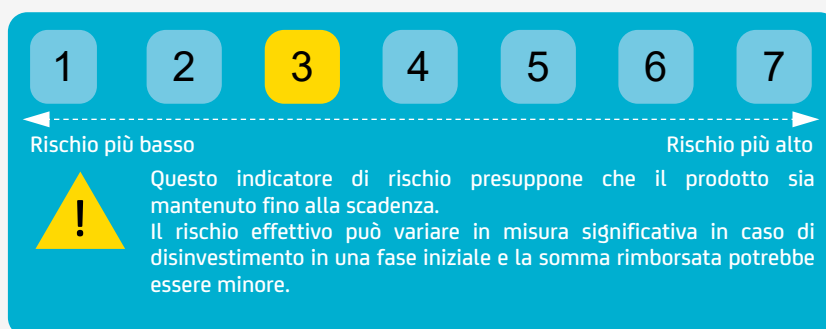 1 2 3 4 5 6 7
Rischio più basso Rischio più alto
!
Questo indicatore di rischio presuppone che il prodotto sia
mantenuto fino alla scadenza.
Il rischio effettivo può variare in misura significativa in caso di
disinvestimento in una fase iniziale e la somma rimborsata potrebbe
essere minore.